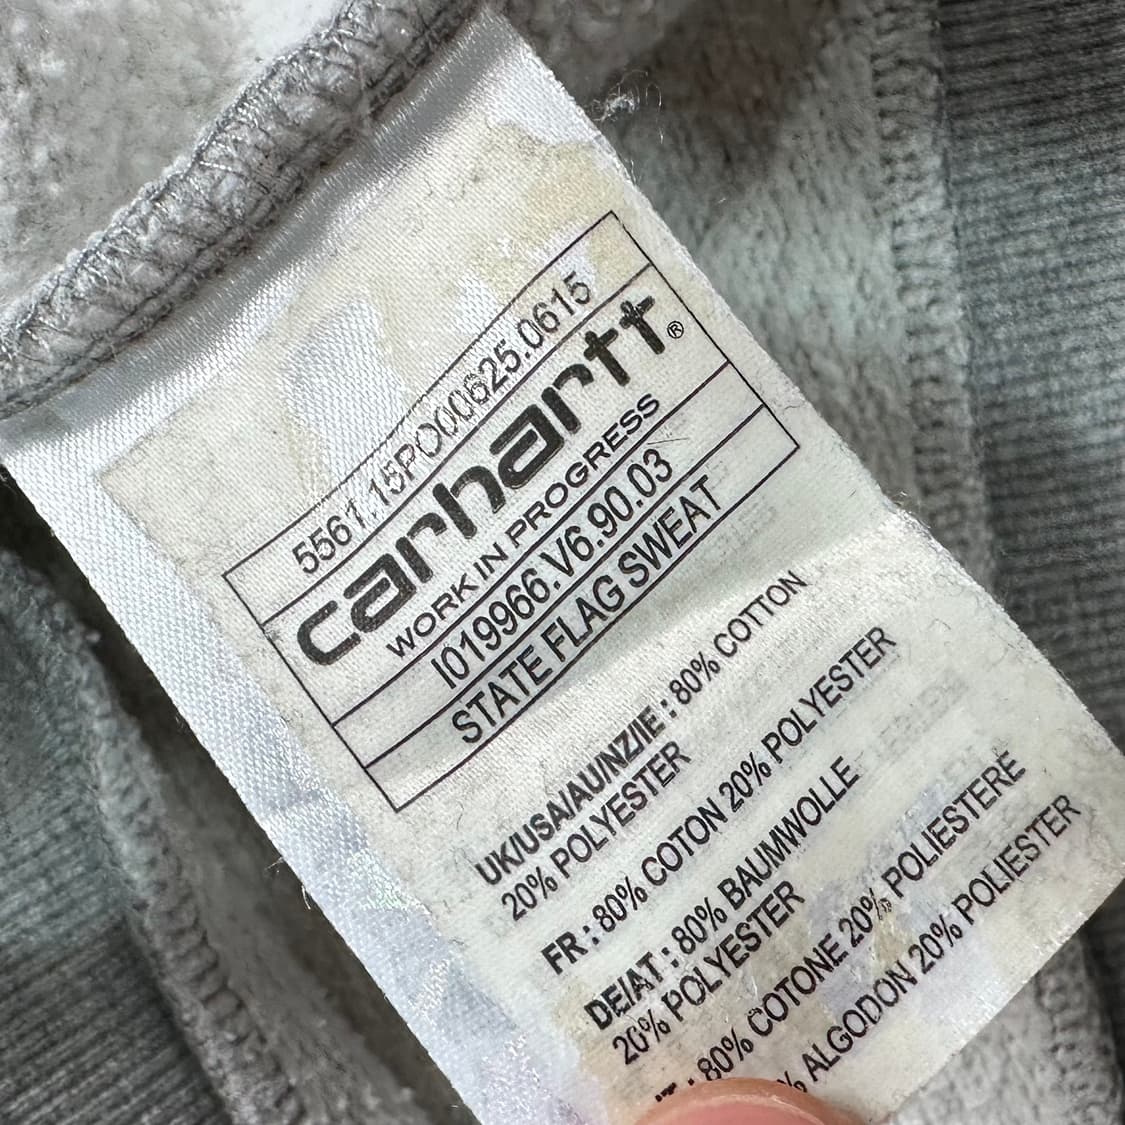 5561.15PO00625.0615
carhartt®
WORK IN PROGRESS
I019966.V6.90.03
STATE FLAG SWEAT
UK/USA/AU/NZ/IE : 80% COTTON
20% POLYESTER
FR : 80% COTON 20% POLYESTER
DE/AT : 80% BAUMWOLLE
20% POLYESTER
: 80% COTONE 20% POLIESTERE
% ALGODON 20% POLIESTER